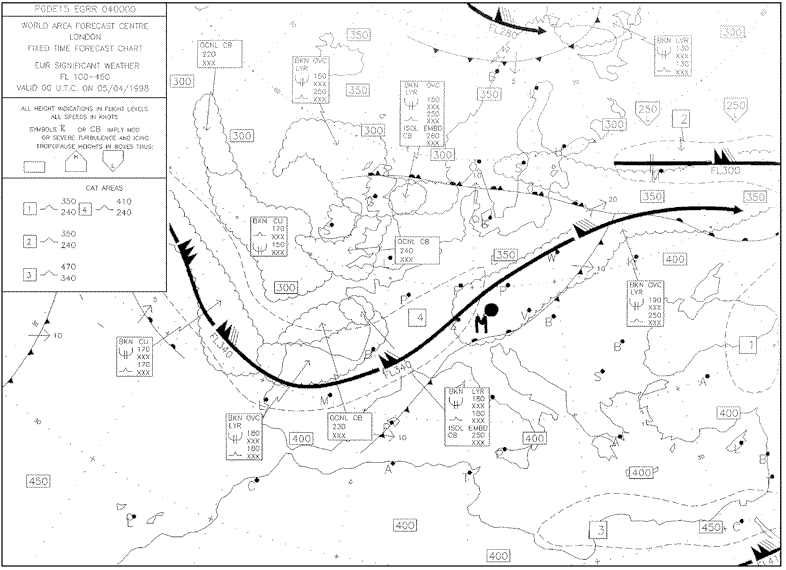 PGDE15 EGRR 040000
WORLD AREA FORECAST CENTRE
LONDON
FIXED TIME FORECAST CHART
EUR SIGNIFICANT WEATHER
FL 100-450
VALID 00 U.T.C. ON 05/04/1998
ALL HEIGHT INDICATIONS IN FLIGHT LEVELS
ALL SPEEDS IN KNOTS
SYMBOLS OR CB IMPLY MOD
OR SEVERE TURBULENCE AND ICING
TROPOPAUSE HEIGHTS IN BOXES THUS:
H
L
CAT AREAS
1 350
240
4 410
240
2 350
240
3 470
340
OCNL CB
220
XXX
350
BKN OVC
LYR
150
XXX
250
XXX
BKN OVC
LYR
150
XXX
250
XXX
ISOL EMBD
CB 260
XXX
FL280
350
BKN LYR
130
XXX
130
XXX
300
300
300
350
350
300
300
250
L
2
250
L
FL300
5
350
350
350
20
BKN CU
170
XXX
150
XXX
OCNL CB
240
XXX
350
300
400
W
K
10
BKN OVC
LYR
190
XXX
250
XXX
P
4
M
V
B
1
5
10
BKN CU
170
XXX
170
XXX
FL340
FL340
B
B
S
A
M
BKN LYR
180
XXX
180
XXX
ISOL EMBD
CB 250
XXX
BKN OVC
LYR
180
XXX
180
XXX
OCNL CB
230
XXX
10
400
400
400
400
450
C
A
T
L
B
400
3
450
C
400